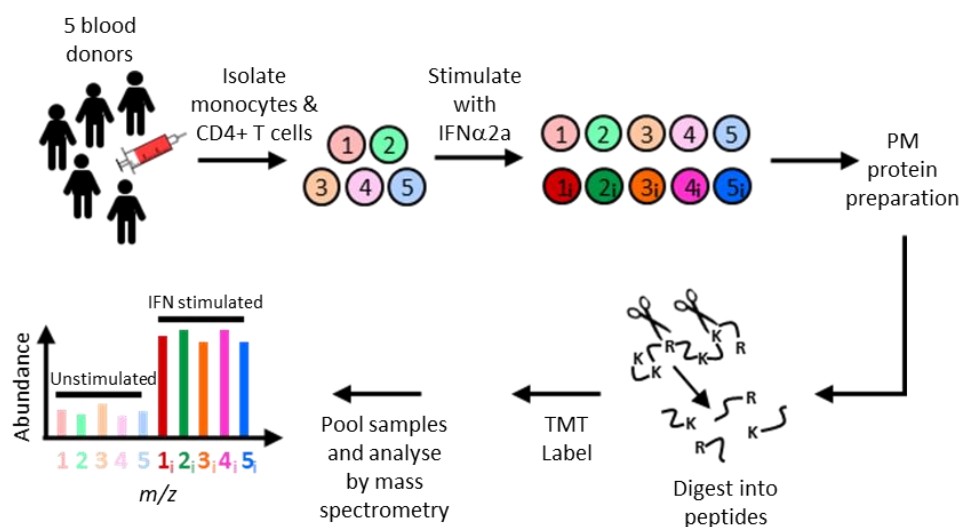 5 blood
donors
Isolate
monocytes &
CD4+ T cells
Stimulate
with
IFNα2a
1 2
3 4 5
1 2 3 4 5
1i 2i 3i 4i 5i
PM
protein
preparation
K R K K R
K K
R
K K
R
Digest into
peptides
TMT
Label
Pool samples
and analyse
by mass
spectrometry
IFN stimulated
Unstimulated
Abundance
1 2 3 4 5 1i 2i 3i 4i 5i
m/z